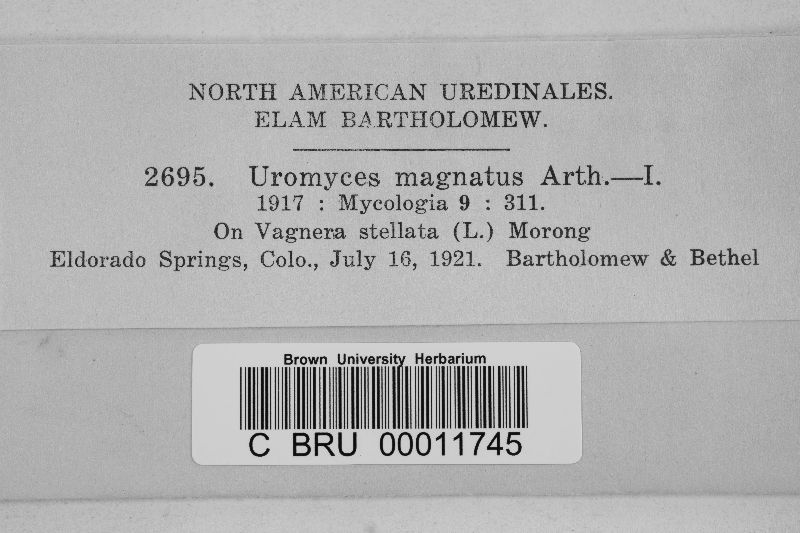 NORTH AMERICAN UREDINALES.
ELAM BARTHOLOMEW.
2695. Uromyces magnatus Arth.—I.
1917 : Mycologia 9 : 311.
On Vagnera stellata (L.) Morong
Eldorado Springs, Colo., July 16, 1921. Bartholomew & Bethel
Brown University Herbarium
C BRU 00011745